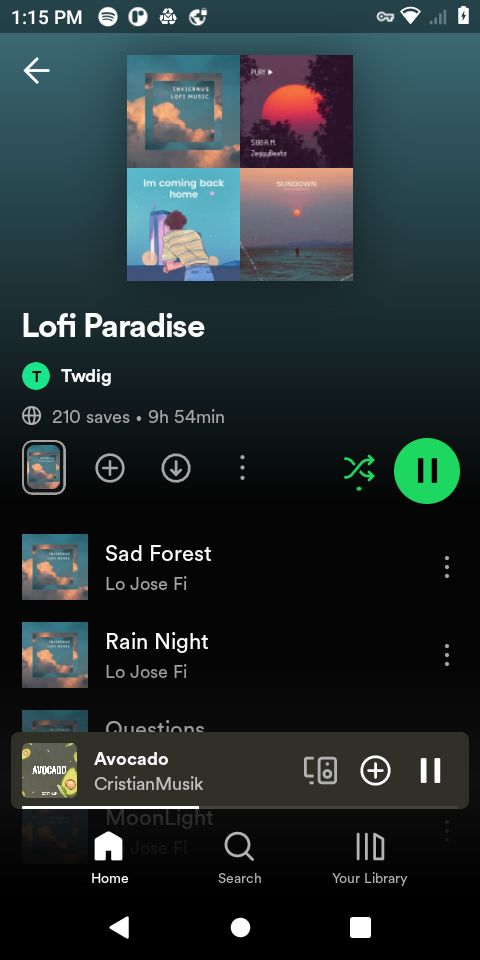 1:15 PM
INXIERNUS
LOFI MUSIC
PLAY
5:00 A.M.
ZeggyBeatz
Im coming back
home
SUNDOWN
Lofi Paradise
T Twdig
210 saves • 9h 54min
Sad Forest
Lo Jose Fi
Rain Night
Lo Jose Fi
Questions
AVOCADO
Avocado
CristianMusik
MoonLight
Jose Fi
Home
Search
Your Library